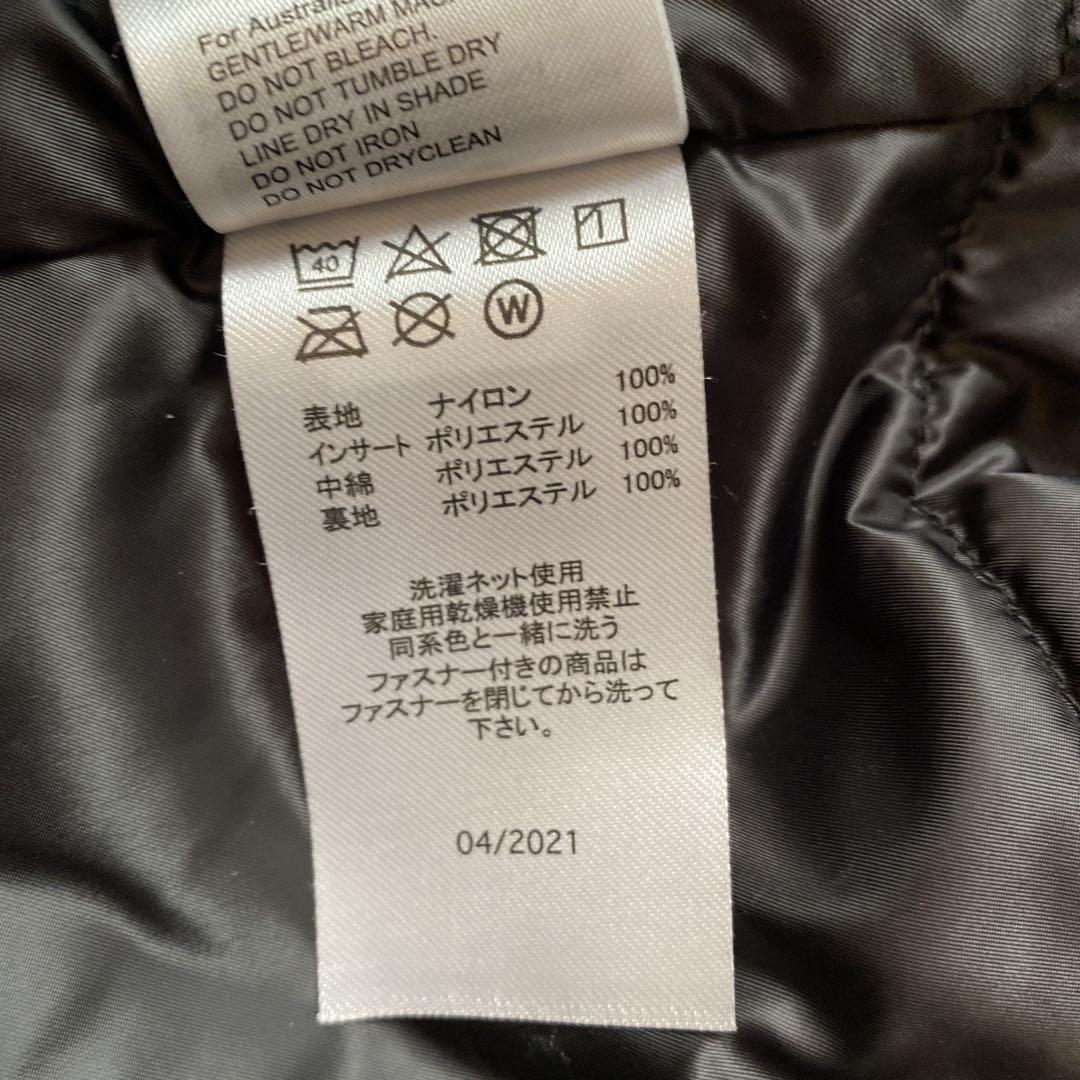 For Australia
GENTLE/WARM
DO NOT BLEACH.
DO NOT TUMBLE DRY
LINE DRY IN SHADE
DO NOT IRON
DO NOT DRYCLEAN
40
W
表地 ナイロン 100%
インサート ポリエステル 100%
中綿 ポリエステル 100%
裏地 ポリエステル 100%
洗濯ネット使用
家庭用乾燥機使用禁止
同系色と一緒に洗う
ファスナー付きの商品は
ファスナーを閉じてから洗って
下さい。
04/2021